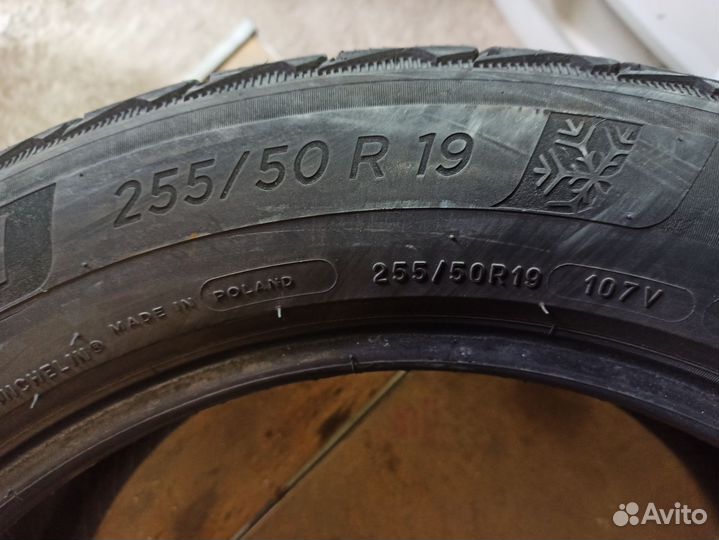 255/50 R 19
MICHELIN® MADE IN POLAND 255/50R19 107V
Avito